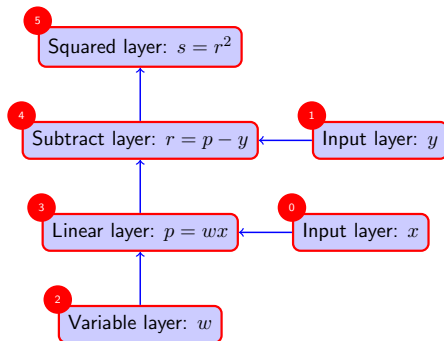 5
Squared layer: s = r²
4
Subtract layer: r = p − y
1
Input layer: y
3
Linear layer: p = wx
0
Input layer: x
2
Variable layer: w